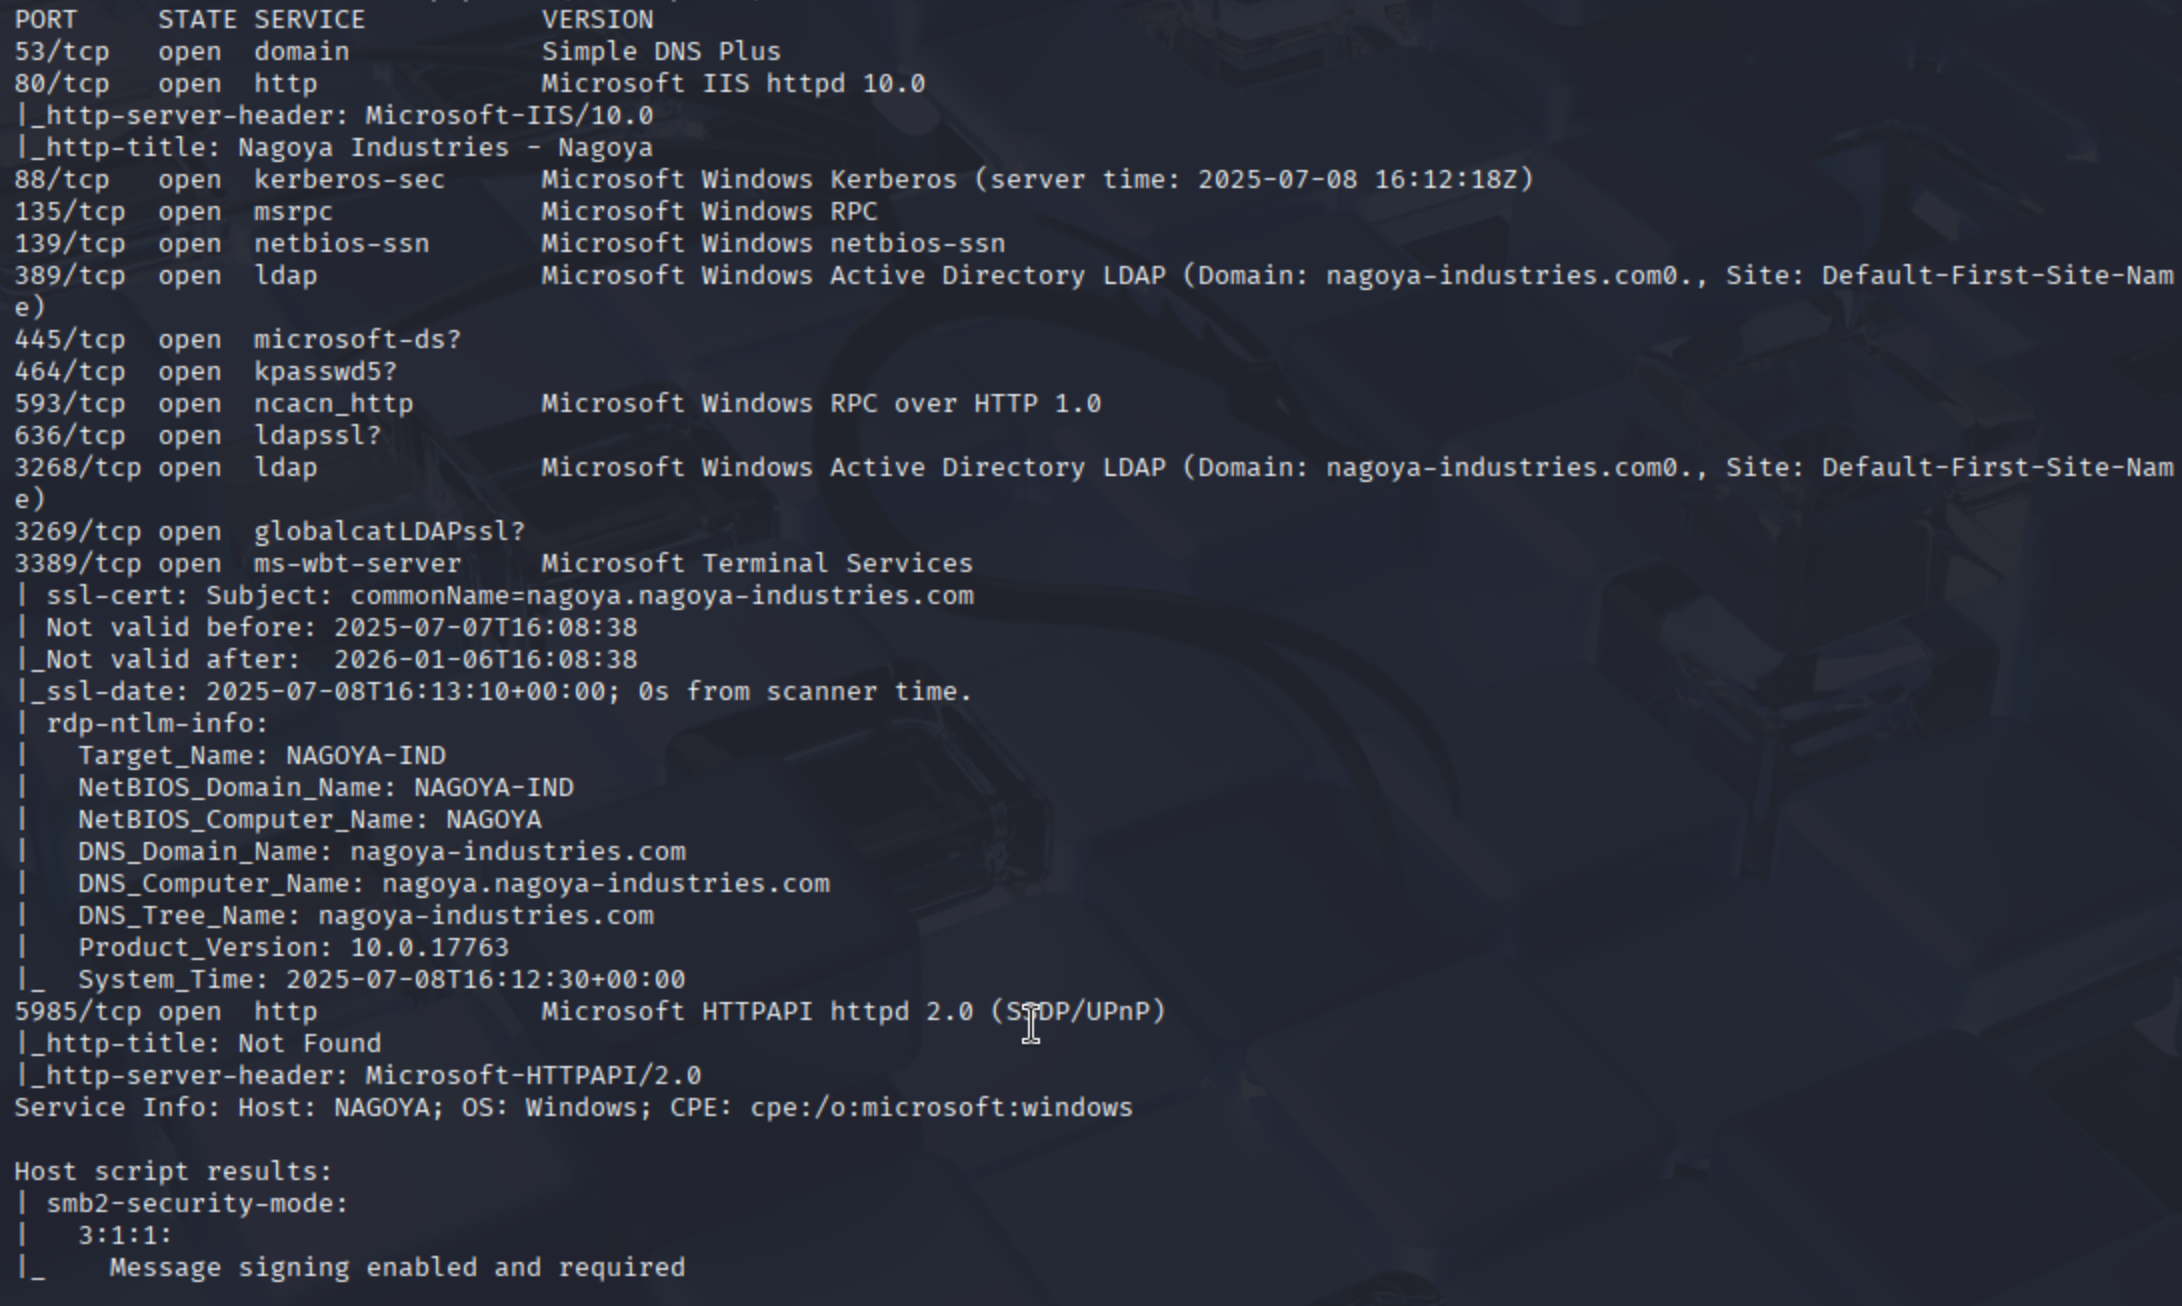 PORT     STATE SERVICE           VERSION
53/tcp   open  domain            Simple DNS Plus
80/tcp   open  http              Microsoft IIS httpd 10.0
|_http-server-header: Microsoft-IIS/10.0
|_http-title: Nagoya Industries - Nagoya
88/tcp   open  kerberos-sec      Microsoft Windows Kerberos (server time: 2025-07-08 16:12:18Z)
135/tcp  open  msrpc             Microsoft Windows RPC
139/tcp  open  netbios-ssn       Microsoft Windows netbios-ssn
389/tcp  open  ldap              Microsoft Windows Active Directory LDAP (Domain: nagoya-industries.com0., Site: Default-First-Site-Nam
e)
445/tcp  open  microsoft-ds?
464/tcp  open  kpasswd5?
593/tcp  open  ncacn_http        Microsoft Windows RPC over HTTP 1.0
636/tcp  open  ldapssl?
3268/tcp open  ldap              Microsoft Windows Active Directory LDAP (Domain: nagoya-industries.com0., Site: Default-First-Site-Nam
e)
3269/tcp open  globalcatLDAPssl?
3389/tcp open  ms-wbt-server     Microsoft Terminal Services
| ssl-cert: Subject: commonName=nagoya.nagoya-industries.com
| Not valid before: 2025-07-07T16:08:38
|_Not valid after:  2026-01-06T16:08:38
|_ssl-date: 2025-07-08T16:13:10+00:00; 0s from scanner time.
| rdp-ntlm-info:
|   Target_Name: NAGOYA-IND
|   NetBIOS_Domain_Name: NAGOYA-IND
|   NetBIOS_Computer_Name: NAGOYA
|   DNS_Domain_Name: nagoya-industries.com
|   DNS_Computer_Name: nagoya.nagoya-industries.com
|   DNS_Tree_Name: nagoya-industries.com
|   Product_Version: 10.0.17763
|_  System_Time: 2025-07-08T16:12:30+00:00
5985/tcp open  http              Microsoft HTTPAPI httpd 2.0 (SSDP/UPnP)
|_http-title: Not Found
|_http-server-header: Microsoft-HTTPAPI/2.0
Service Info: Host: NAGOYA; OS: Windows; CPE: cpe:/o:microsoft:windows

Host script results:
| smb2-security-mode:
|   3:1:1:
|_    Message signing enabled and required